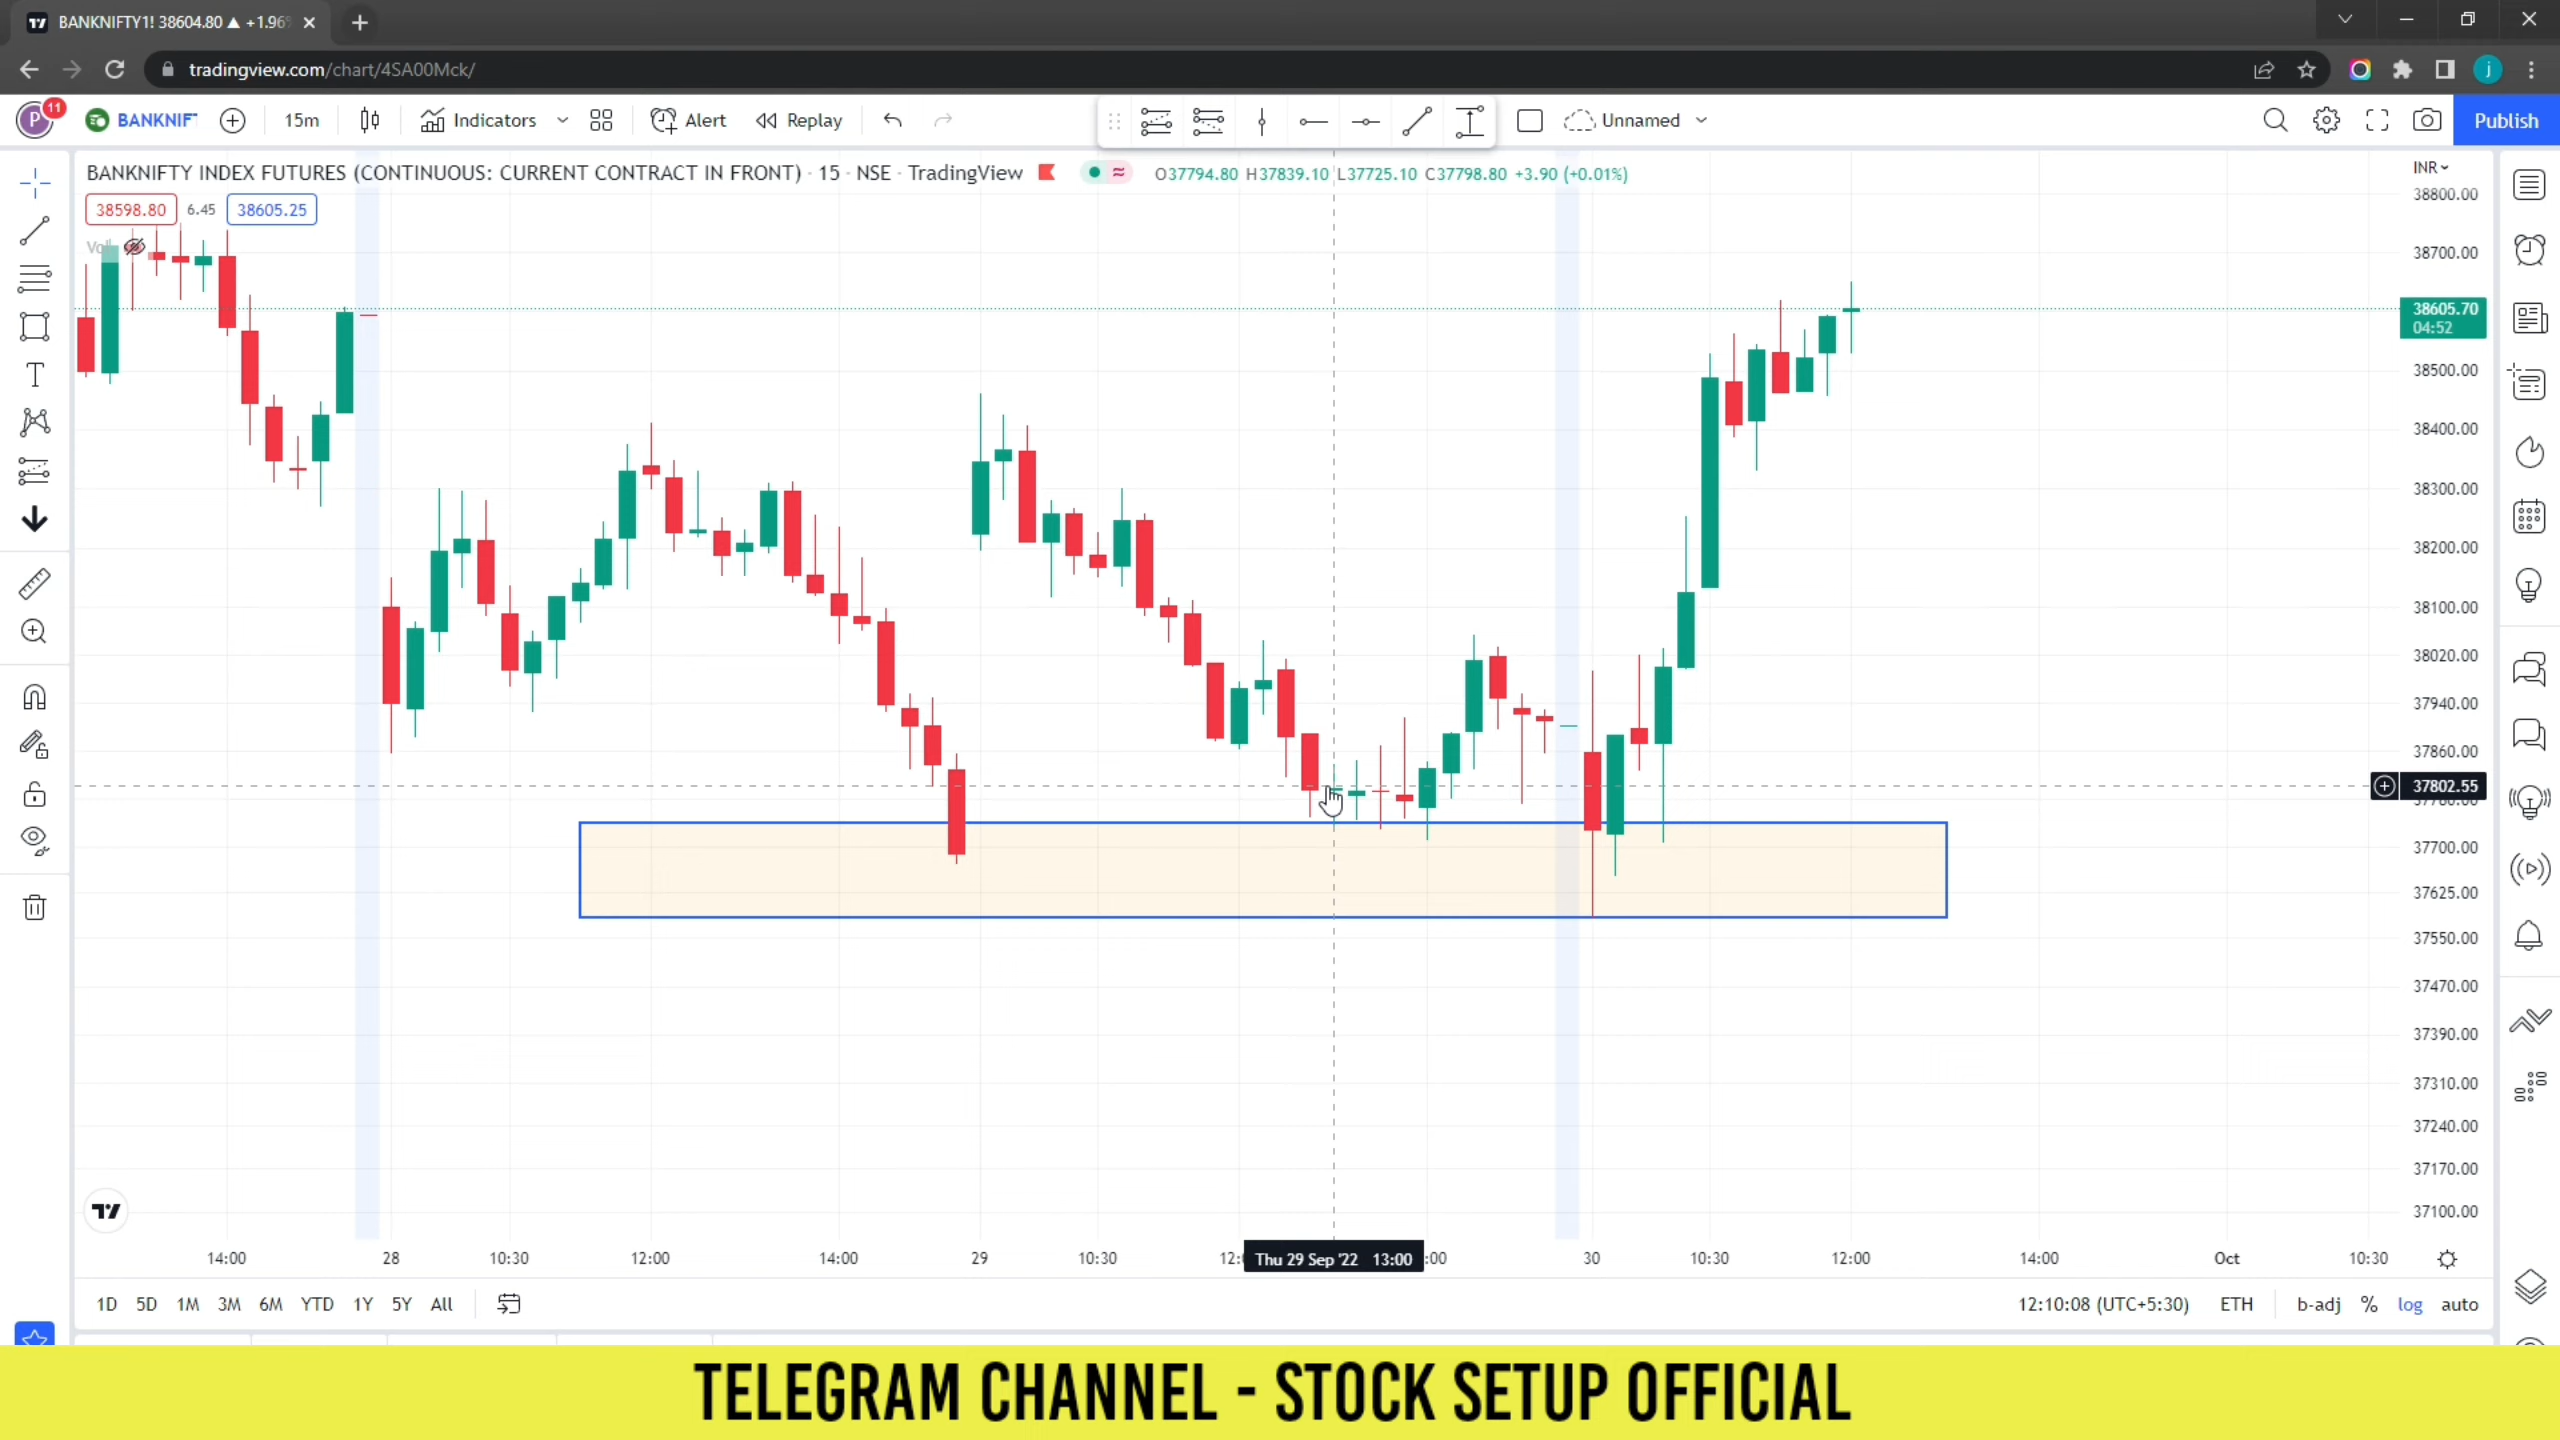 BANKNIFTY1! 38604.80 ▲ +1.96
tradingview.com/chart/4SA00Mck/
j
P 11 BANKNIF 15m Indicators Alert Replay Unnamed Publish
BANKNIFTY INDEX FUTURES (CONTINUOUS: CURRENT CONTRACT IN FRONT) · 15 · NSE · TradingView O37794.80 H37839.10 L37725.10 C37798.80 +3.90 (+0.01%)
INR
38598.80 6.45 38605.25
Vol
38800.00
38700.00
38605.70
04:52
38500.00
38400.00
38300.00
38200.00
38100.00
38020.00
37940.00
37860.00
37802.55
37700.00
37625.00
37550.00
37470.00
37390.00
37310.00
37240.00
37170.00
37100.00
14:00 28 10:30 12:00 14:00 29 10:30 Thu 29 Sep '22 13:00 30 10:30 12:00 14:00 Oct 10:30
1D 5D 1M 3M 6M YTD 1Y 5Y All 12:10:08 (UTC+5:30) ETH b-adj % log auto
TELEGRAM CHANNEL - STOCK SETUP OFFICIAL